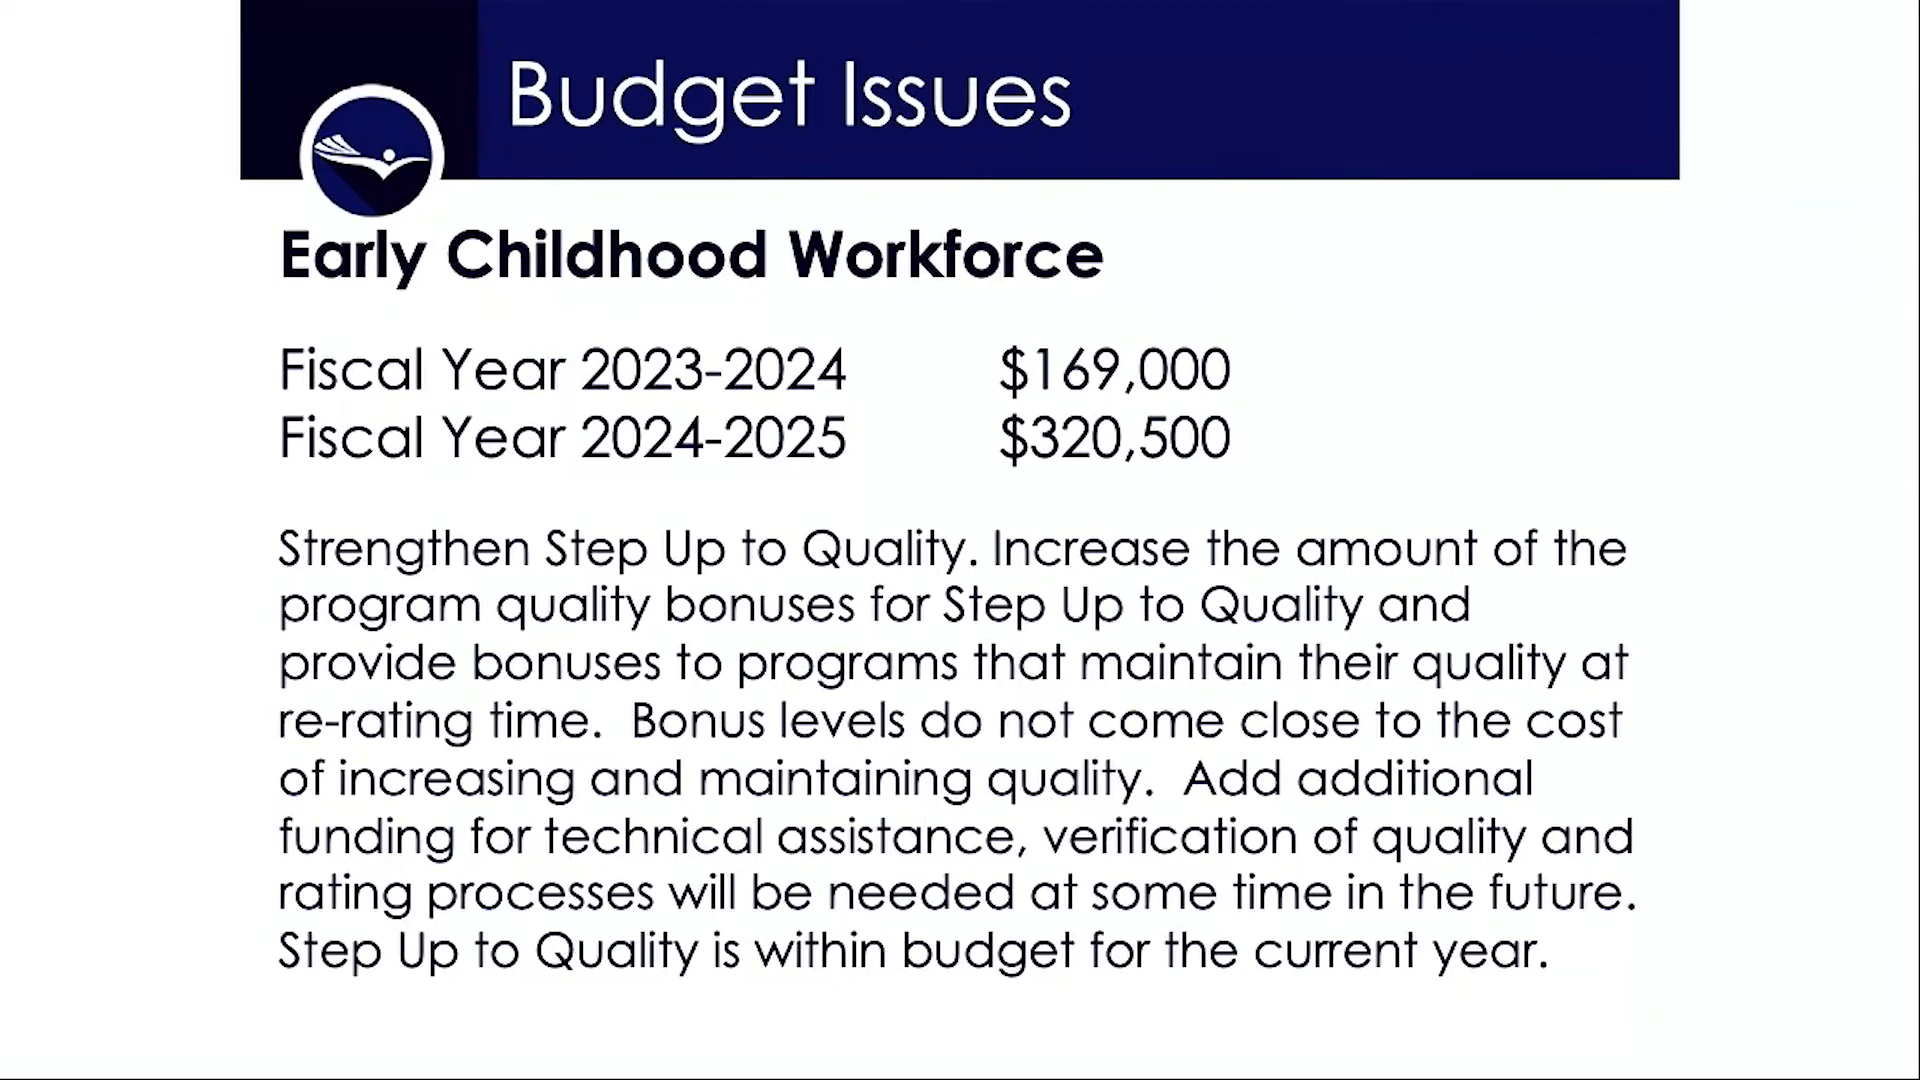 Budget Issues
Early Childhood Workforce
Fiscal Year 2023-2024 $169,000
Fiscal Year 2024-2025 $320,500
Strengthen Step Up to Quality. Increase the amount of the
program quality bonuses for Step Up to Quality and
provide bonuses to programs that maintain their quality at
re-rating time.  Bonus levels do not come close to the cost
of increasing and maintaining quality.  Add additional
funding for technical assistance, verification of quality and
rating processes will be needed at some time in the future.
Step Up to Quality is within budget for the current year.